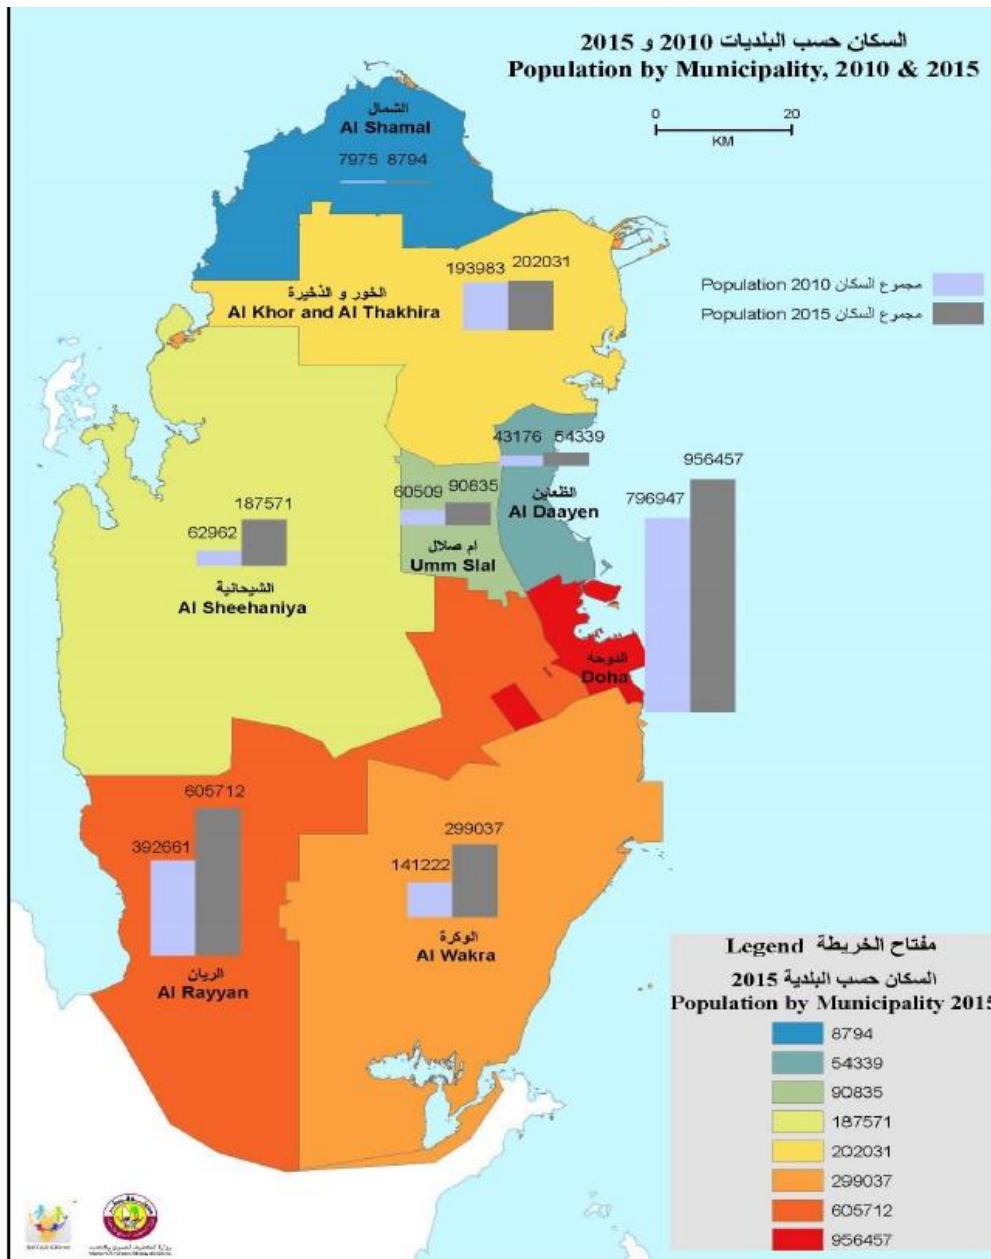 السكان حسب البلديات 2010 و 2015
Population by Municipality, 2010 & 2015
0 20
KM
الشمال
Al Shamal
7975 8794
193983 202031
الخور و الذخيرة
Al Khor and Al Thakhira
Population 2010 مجموع السكان
Population 2015 مجموع السكان
43176 54339
الظعاين
Al Daayen
60509 90835
ام صلال
Umm Slal
956457
796947
187571
62962
الشيحانية
Al Sheehaniya
الدوحة
Doha
605712
392661
الريان
Al Rayyan
299037
141222
الوكرة
Al Wakra
Legend مفتاح الخريطة
السكان حسب البلدية 2015
Population by Municipality 2015
8794
54339
90835
187571
202031
299037
605712
956457